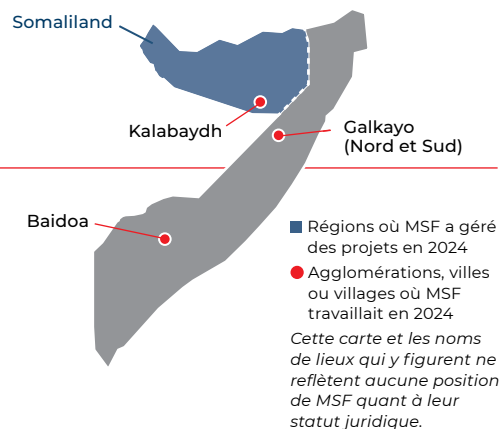 Somaliland
Kalabaydh
Galkayo
(Nord et Sud)
Baidoa
Régions où MSF a géré
des projets en 2024
Agglomérations, villes
ou villages où MSF
travaillait en 2024
Cette carte et les noms
de lieux qui y figurent ne
reflètent aucune position
de MSF quant à leur
statut juridique.